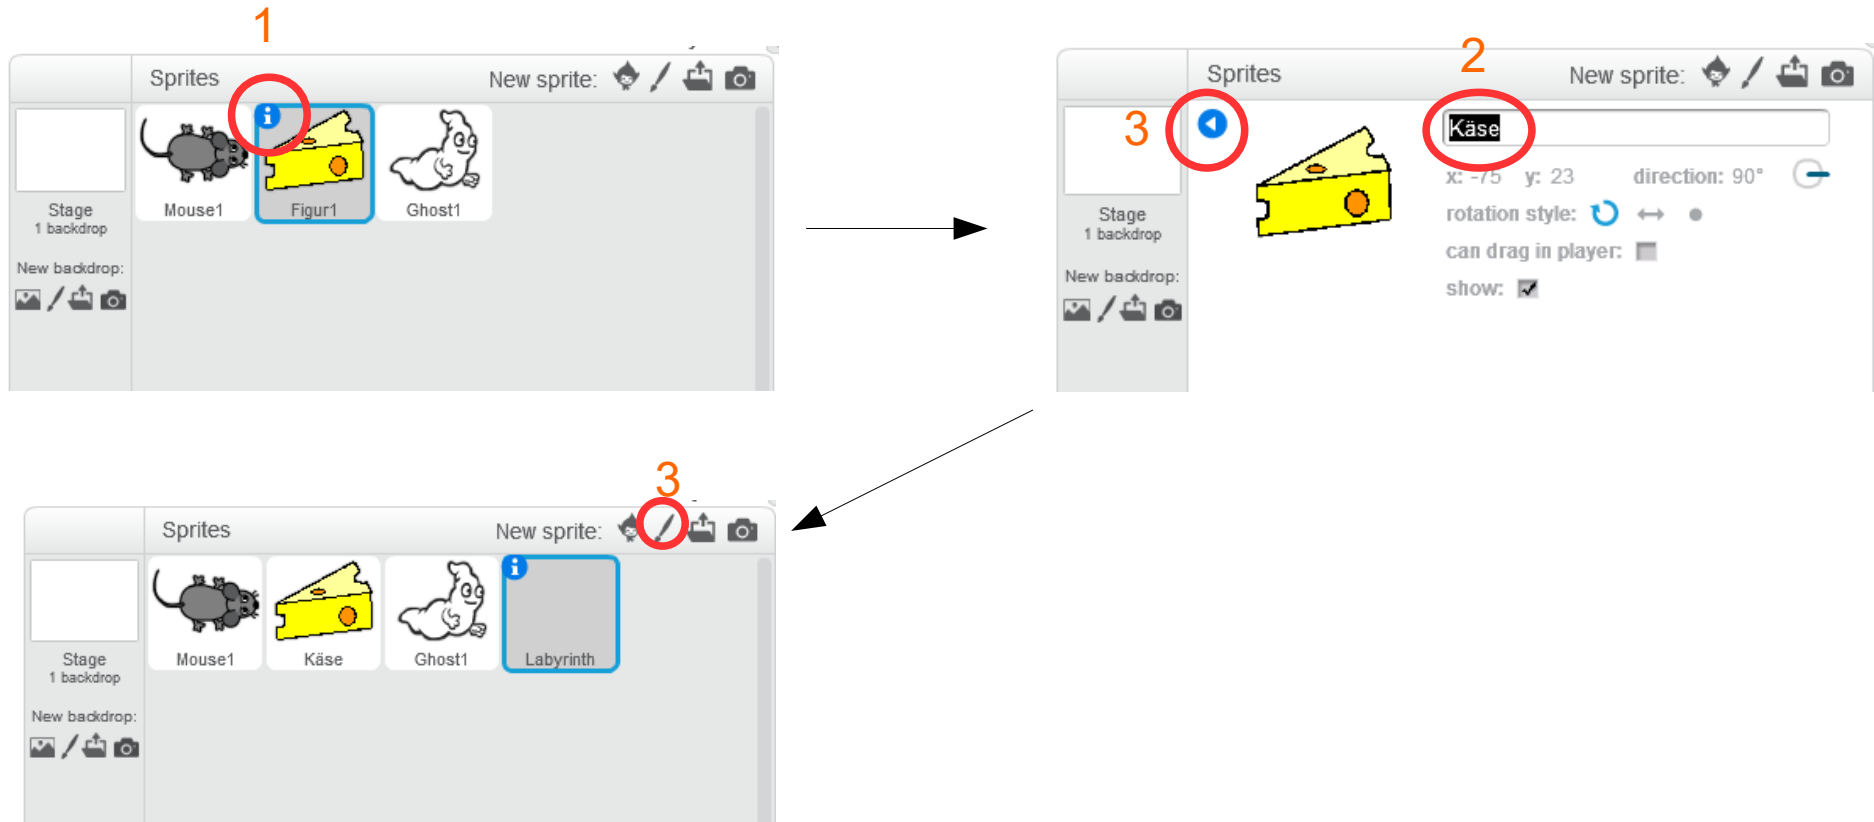 1
Sprites New sprite:
Mouse1 Figur1 Ghost1
Stage
1 backdrop
New backdrop:
2
Sprites New sprite:
3
Käse
x: -75 y: 23 direction: 90°
rotation style:
can drag in player:
show:
Stage
1 backdrop
New backdrop:
3
Sprites New sprite:
Mouse1 Käse Ghost1 Labyrinth
Stage
1 backdrop
New backdrop: